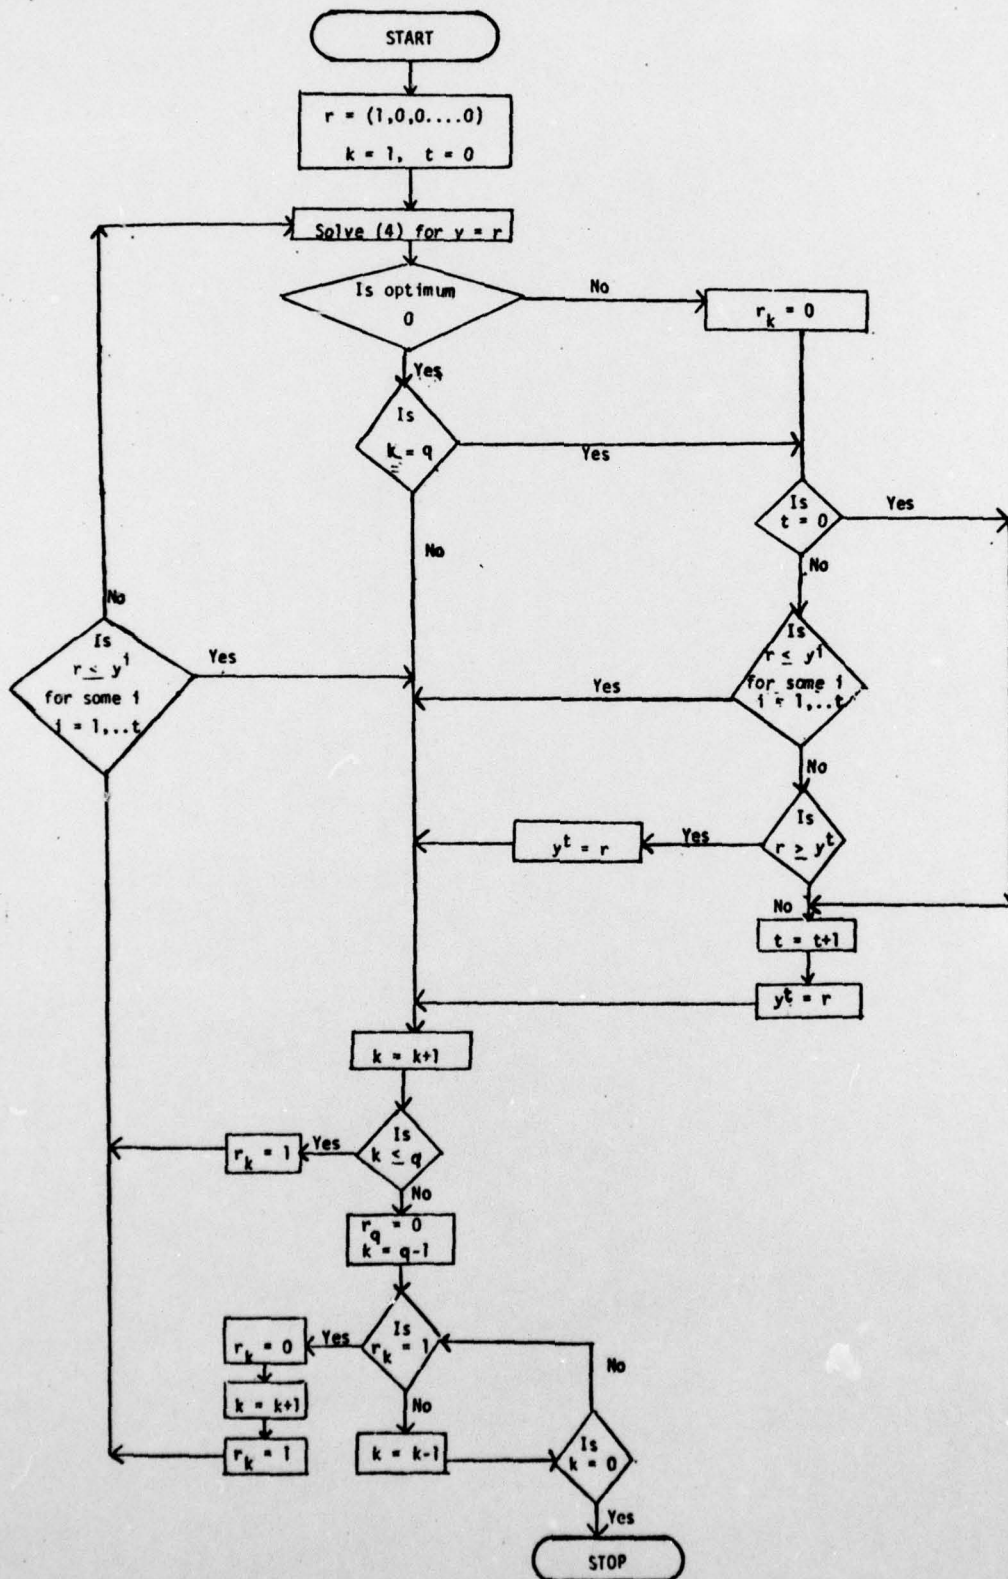 START
r = (1,0,0....0)
k = 1, t = 0
Solve (4) for y = r
Is optimum
0
No
r_k = 0
Yes
Is
k = q
Yes
No
Is
t = 0
Yes
No
Is
r ≤ y^i
for some i
i = 1,..t
Yes
No
Is
r ≤ y^i
for some i
i = 1,..t
No
Yes
Is
r ≥ y^t
Yes
y^t = r
No
t = t+1
y^t = r
k = k+1
Is
k ≤ q
Yes
r_k = 1
No
r_q = 0
k = q-1
Is
r_k = 1
Yes
r_k = 0
k = k+1
r_k = 1
No
k = k-1
Is
k = 0
No
Yes
STOP